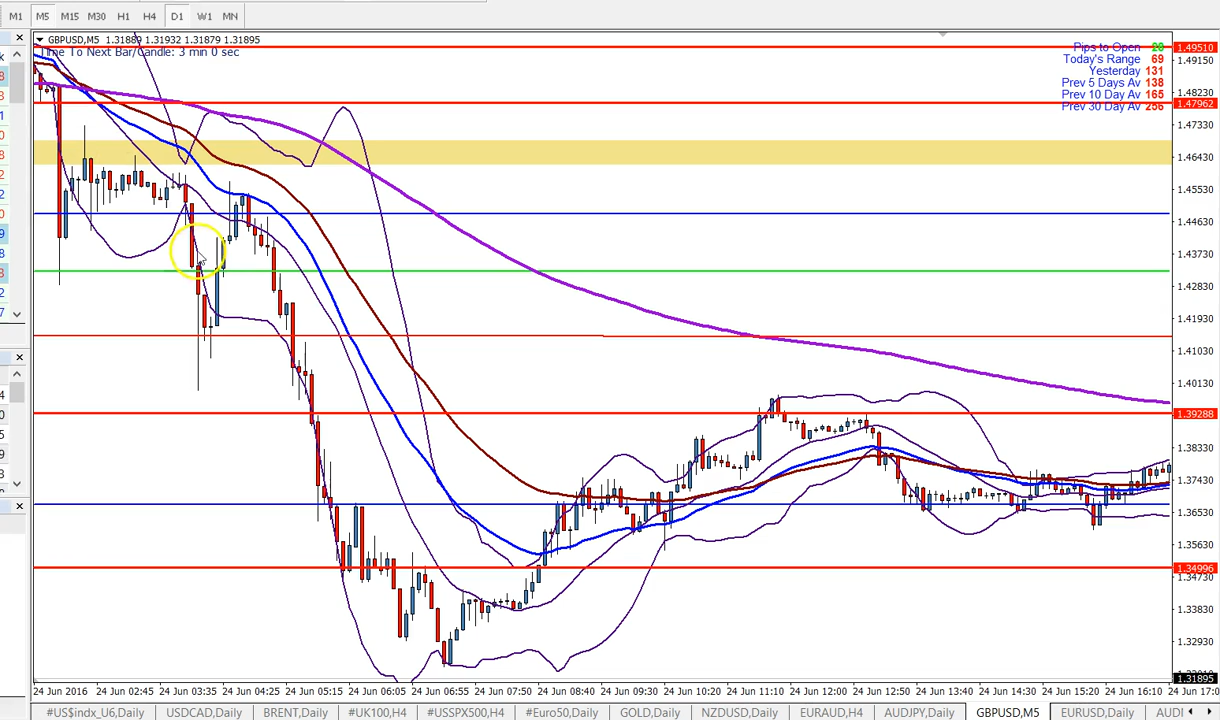 M1 M5 M15 M30 H1 H4 D1 W1 MN
GBPUSD,M5 1.31889 1.31932 1.31879 1.31895
Time To Next Bar/Candle: 3 min 0 sec
Pips to Open 28
Today's Range 69
Yesterday 131
Prev 5 Days Av 138
Prev 10 Day Av 165
Prev 30 Day Av 256
1.49510
1.49150
1.48230
1.47962
1.47330
1.46430
1.45530
1.44630
1.43730
1.42830
1.41930
1.41030
1.40130
1.39288
1.38330
1.37430
1.36530
1.35630
1.34996
1.34730
1.33830
1.32930
1.31895
24 Jun 2016 24 Jun 02:45 24 Jun 03:35 24 Jun 04:25 24 Jun 05:15 24 Jun 06:05 24 Jun 06:55 24 Jun 07:50 24 Jun 08:40 24 Jun 09:30 24 Jun 10:20 24 Jun 11:10 24 Jun 12:00 24 Jun 12:50 24 Jun 13:40 24 Jun 14:30 24 Jun 15:20 24 Jun 16:10 24 Jun 17:0
#US$indx_U6,Daily USDCAD,Daily BRENT,Daily #UK100,H4 #USSPX500,H4 #Euro50,Daily GOLD,Daily NZDUSD,Daily EURAUD,H4 AUDJPY,Daily GBPUSD,M5 EURUSD,Daily AUDI